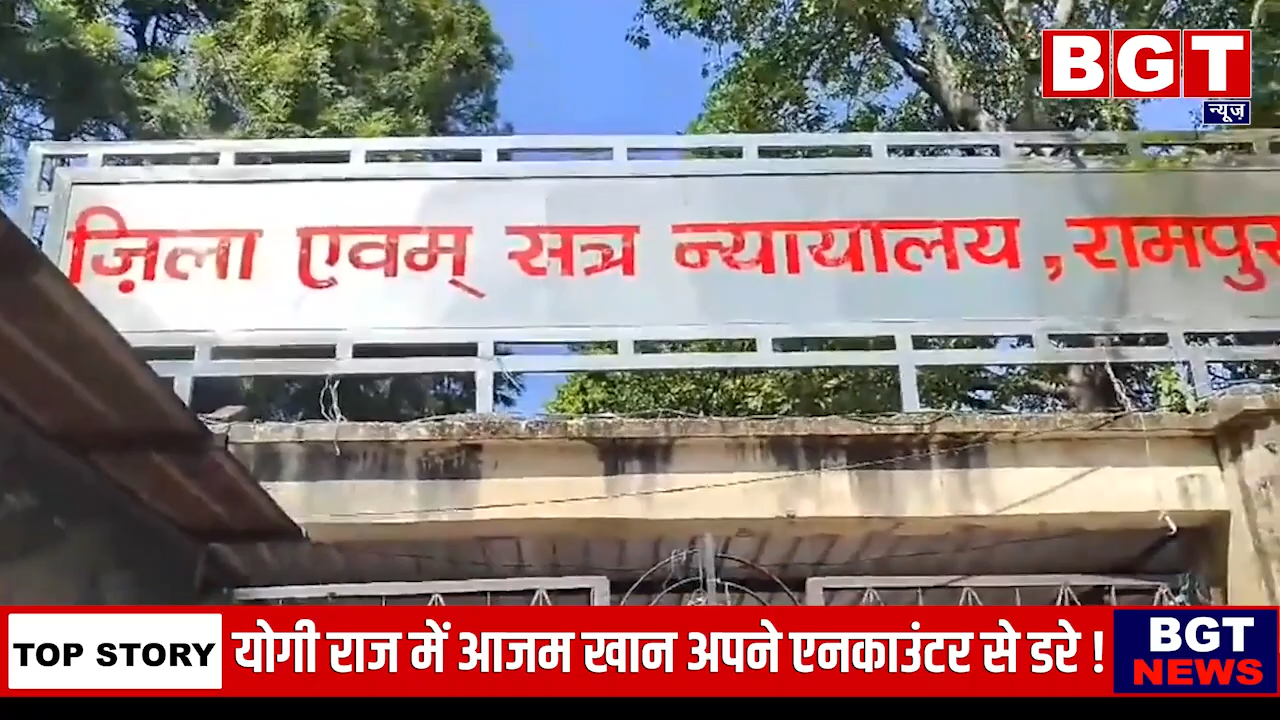 BGT
न्यूज़
ज़िला एवम् सत्र न्यायालय, रामपुर
TOP STORY योगी राज में आजम खान अपने एनकाउंटर से डरे ! BGT NEWS